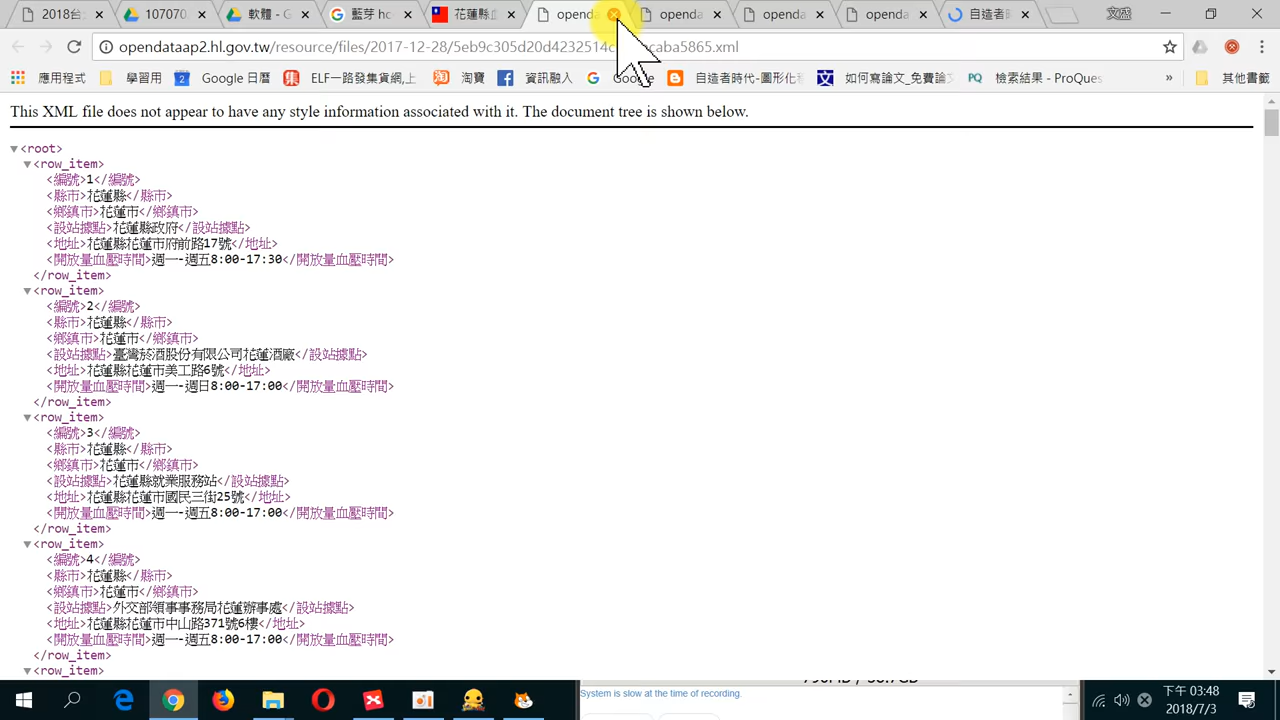 2018台
1070
軟體 - G
藍芽 hc
花蓮縣血
openda
openda
openda
openda
自造者時
opendataap2.hl.gov.tw/resource/files/2017-12-28/5eb9c305d20d4232514c
caba5865.xml
應用程式
學習用
Google 日曆
ELF一路發集貨網,上
淘寶
資訊融入
Google
自造者時代-圖形化程
如何寫論文_免費論文
檢索結果 - ProQues
»
其他書籤
This XML file does not appear to have any style information associated with it. The document tree is shown below.
▼<root>
▼<row_item>
<編號>1</編號>
<縣市>花蓮縣</縣市>
<鄉鎮市>花蓮市</鄉鎮市>
<設站據點>花蓮縣政府</設站據點>
<地址>花蓮縣花蓮市府前路17號</地址>
<開放量血壓時間>週一-週五8:00-17:30</開放量血壓時間>
</row_item>
▼<row_item>
<編號>2</編號>
<縣市>花蓮縣</縣市>
<鄉鎮市>花蓮市</鄉鎮市>
<設站據點>臺灣菸酒股份有限公司花蓮酒廠</設站據點>
<地址>花蓮縣花蓮市美工路6號</地址>
<開放量血壓時間>週一-週日8:00-17:00</開放量血壓時間>
</row_item>
▼<row_item>
<編號>3</編號>
<縣市>花蓮縣</縣市>
<鄉鎮市>花蓮市</鄉鎮市>
<設站據點>花蓮縣就業服務站</設站據點>
<地址>花蓮縣花蓮市國民三街25號</地址>
<開放量血壓時間>週一-週五8:00-17:00</開放量血壓時間>
</row_item>
▼<row_item>
<編號>4</編號>
<縣市>花蓮縣</縣市>
<鄉鎮市>花蓮市</鄉鎮市>
<設站據點>外交部領事事務局花蓮辦事處</設站據點>
<地址>花蓮縣花蓮市中山路371號6樓</地址>
<開放量血壓時間>週一-週五8:00-17:00</開放量血壓時間>
</row_item>
▼<row_item>
System is slow at the time of recording.
下午 03:48
2018/7/3